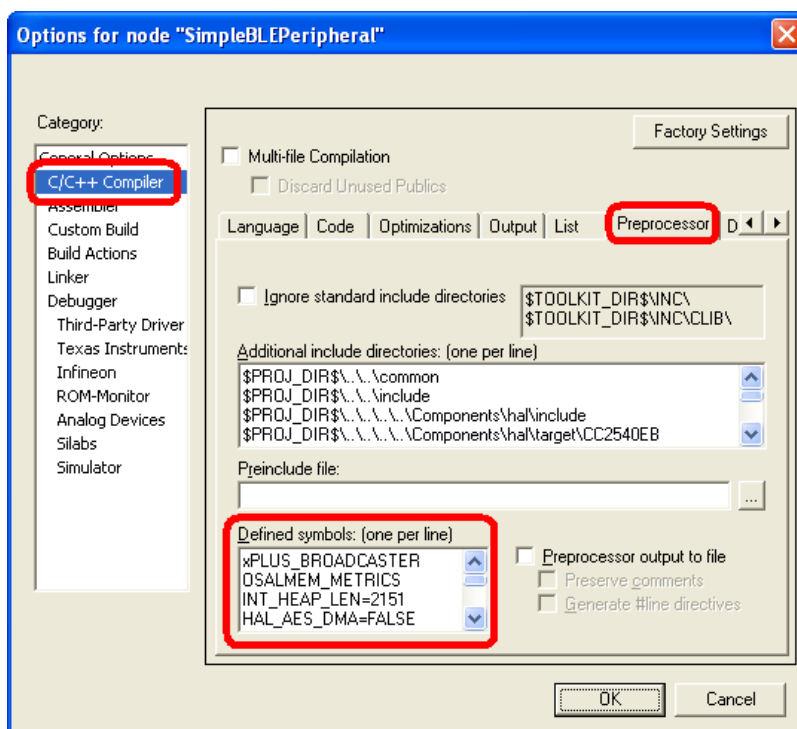 Options for node "SimpleBLEPeripheral"
Category:
General Options
C/C++ Compiler
Assembler
Custom Build
Build Actions
Linker
Debugger
Third-Party Driver
Texas Instruments
Infineon
ROM-Monitor
Analog Devices
Silabs
Simulator
Factory Settings
Multi-file Compilation
Discard Unused Publics
Language Code Optimizations Output List Preprocessor D
Ignore standard include directories
$TOOLKIT_DIR$\INC\
$TOOLKIT_DIR$\INC\CLIB\
Additional include directories: (one per line)
$PROJ_DIR$\..\..\common
$PROJ_DIR$\..\..\include
$PROJ_DIR$\..\..\..\..\Components\hal\include
$PROJ_DIR$\..\..\..\..\Components\hal\target\CC2540EB
Preinclude file:
...
Defined symbols: (one per line)
xPLUS_BROADCASTER
OSALMEM_METRICS
INT_HEAP_LEN=2151
HAL_AES_DMA=FALSE
Preprocessor output to file
Preserve comments
Generate #line directives
OK Cancel